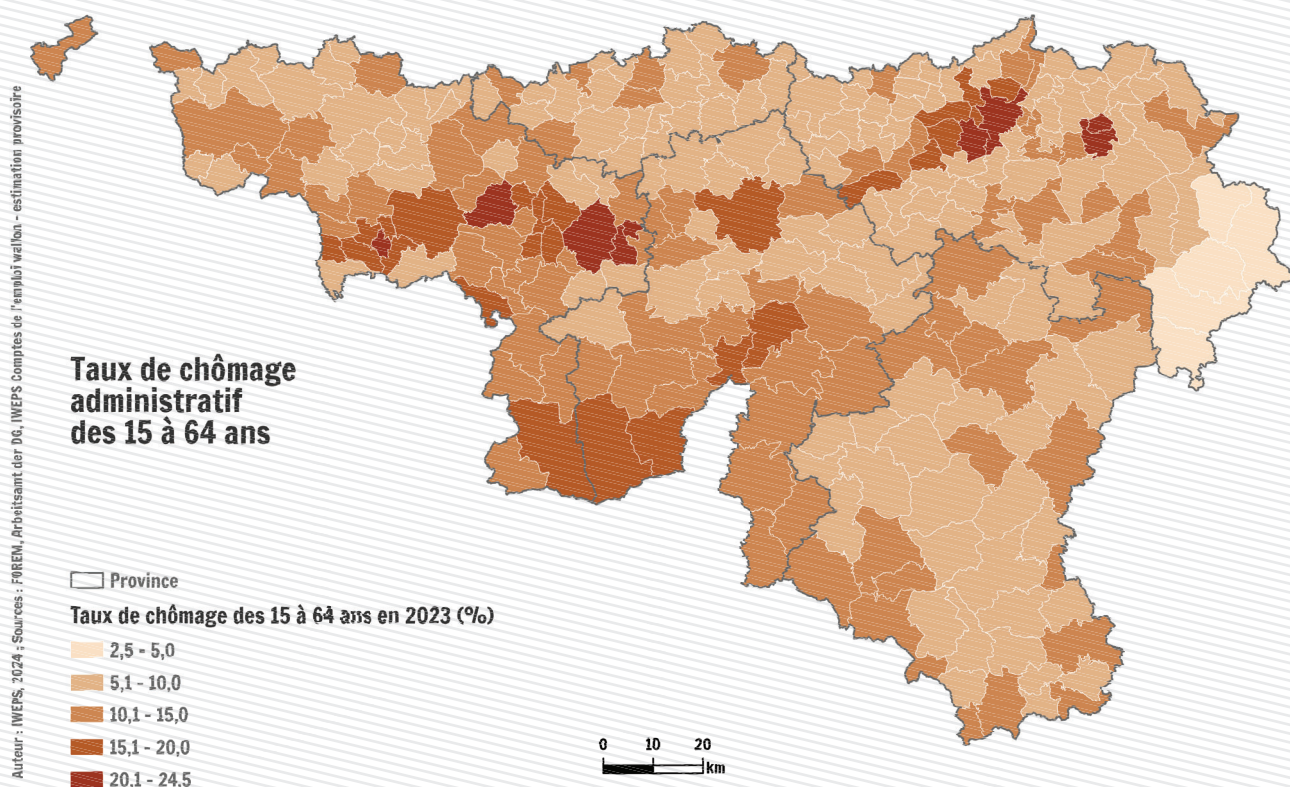 Taux de chômage
administratif
des 15 à 64 ans
Province
Taux de chômage des 15 à 64 ans en 2023 (%)
2,5 - 5,0
5,1 - 10,0
10,1 - 15,0
15,1 - 20,0
20,1 - 24,5
0 10 20
km
Auteur : IWEPS, 2024 ; Sources : FOREM, Arbeitsamt der DG, IWEPS Comptes de l'emploi wallon - estimation provisoire